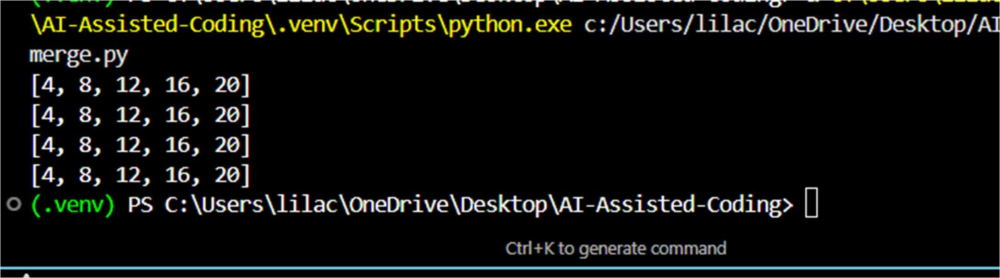 \AI-Assisted-Coding\.venv\Scripts\python.exe c:/Users/lilac/OneDrive/Desktop/AI
merge.py
[4, 8, 12, 16, 20]
[4, 8, 12, 16, 20]
[4, 8, 12, 16, 20]
[4, 8, 12, 16, 20]
(.venv) PS C:\Users\lilac\OneDrive\Desktop\AI-Assisted-Coding>
Ctrl+K to generate command